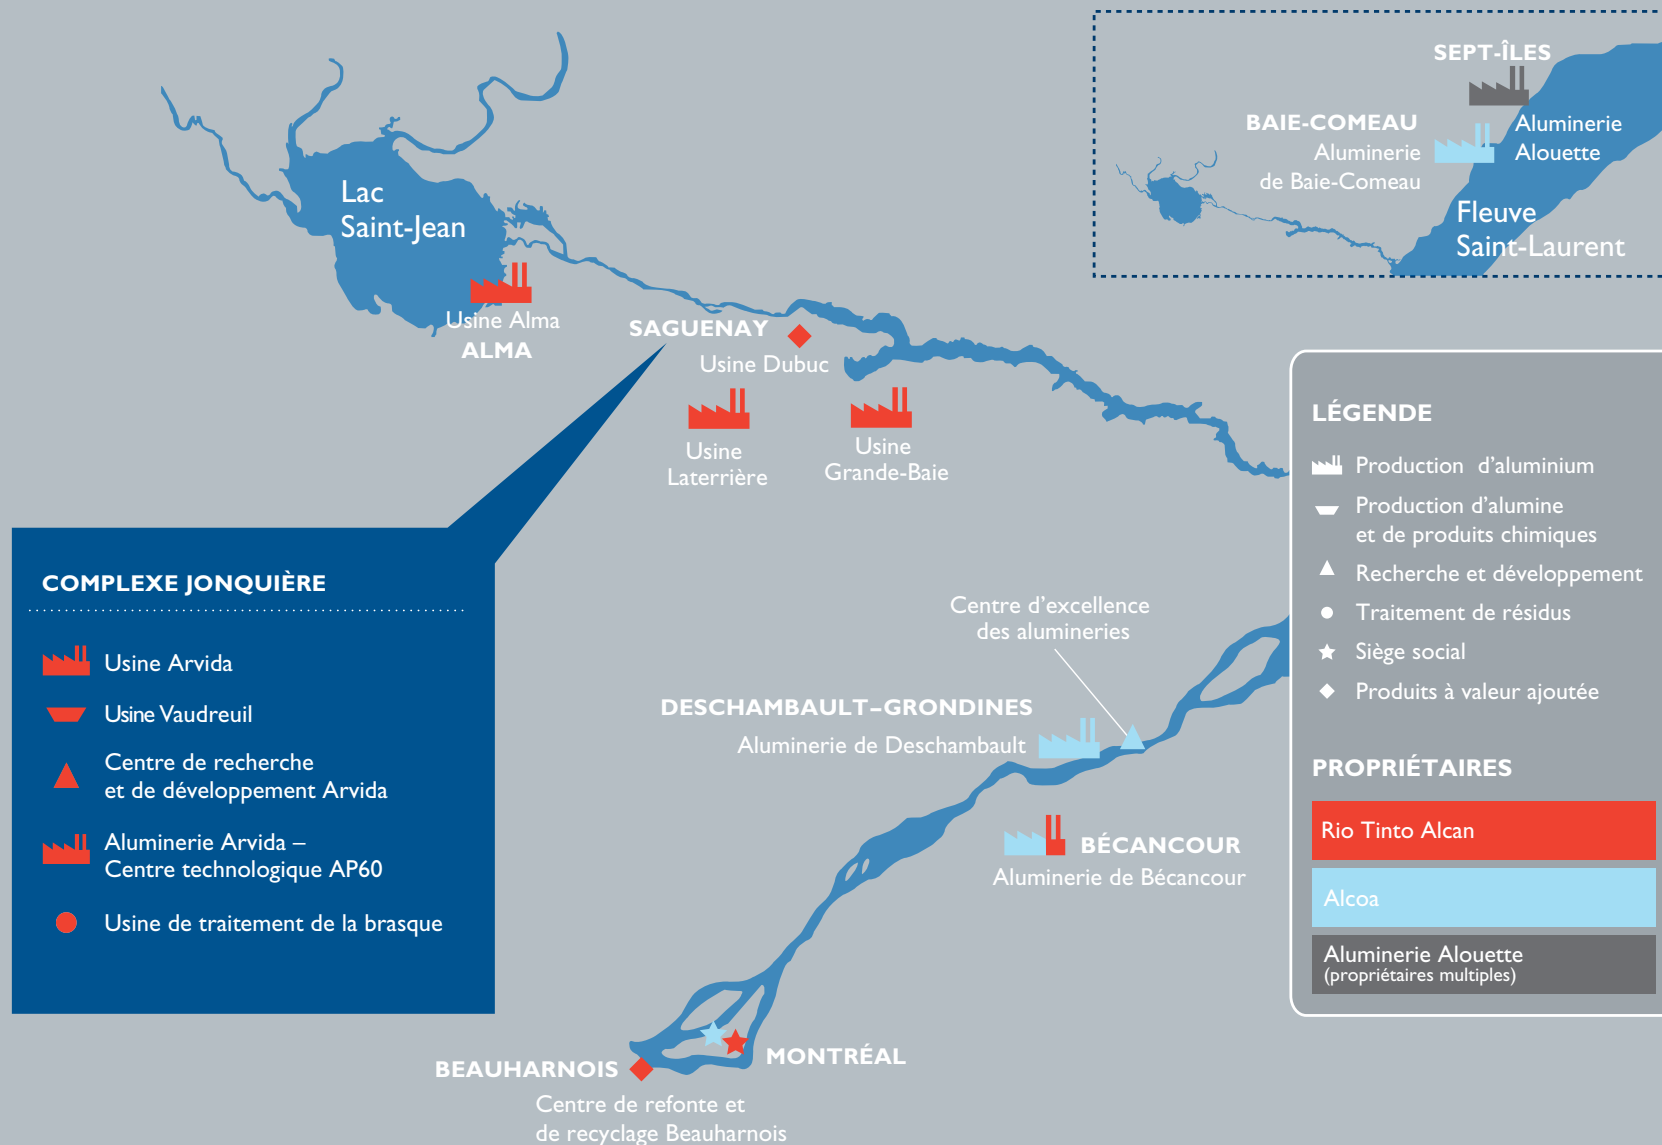 SEPT-ÎLES
BAIE-COMEAU
Aluminerie
de Baie-Comeau
Aluminerie
Alouette
Fleuve
Saint-Laurent
Lac
Saint-Jean
Usine Alma
ALMA
SAGUENAY
Usine Dubuc
Usine
Laterrière
Usine
Grande-Baie
COMPLEXE JONQUIÈRE
Usine Arvida
Usine Vaudreuil
Centre de recherche
et de développement Arvida
Aluminerie Arvida –
Centre technologique AP60
Usine de traitement de la brasque
Centre d’excellence
des alumineries
DESCHAMBAULT–GRONDINES
Aluminerie de Deschambault
BÉCANCOUR
Aluminerie de Bécancour
MONTRÉAL
BEAUHARNOIS
Centre de refonte et
de recyclage Beauharnois
LÉGENDE
Production d’aluminium
Production d’alumine
et de produits chimiques
Recherche et développement
Traitement de résidus
Siège social
Produits à valeur ajoutée
PROPRIÉTAIRES
Rio Tinto Alcan
Alcoa
Aluminerie Alouette
(propriétaires multiples)